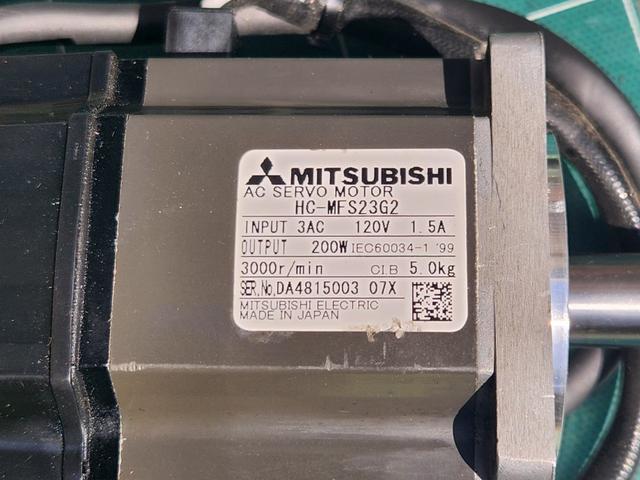 MITSUBISHI
AC SERVO MOTOR
HC-MFS23G2
INPUT 3AC 120V 1.5A
OUTPUT 200W IEC60034-1 '99
3000r/min CI.B 5.0kg
SER.No.DA4815003 07X
MITSUBISHI ELECTRIC
MADE IN JAPAN